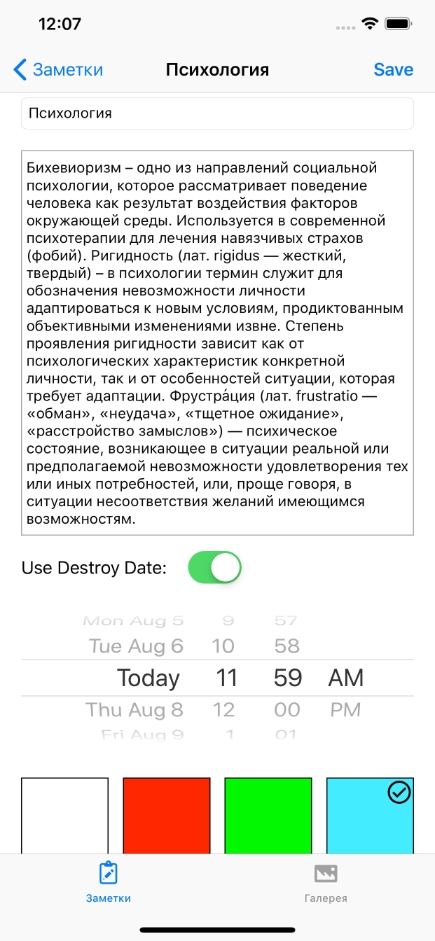 12:07
Заметки
Психология
Save
Психология
Бихевиоризм – одно из направлений социальной
психологии, которое рассматривает поведение
человека как результат воздействия факторов
окружающей среды. Используется в современной
психотерапии для лечения навязчивых страхов
(фобий). Ригидность (лат. rigidus — жесткий,
твердый) – в психологии термин служит для
обозначения невозможности личности
адаптироваться к новым условиям, продиктованным
объективными изменениями извне. Степень
проявления ригидности зависит как от
психологических характеристик конкретной
личности, так и от особенностей ситуации, которая
требует адаптации. Фрустра́ция (лат. frustratio —
«обман», «неудача», «тщетное ожидание»,
«расстройство замыслов») — психическое
состояние, возникающее в ситуации реальной или
предполагаемой невозможности удовлетворения тех
или иных потребностей, или, проще говоря, в
ситуации несоответствия желаний имеющимся
возможностям.
Use Destroy Date:
Mon Aug 5 9 57
Tue Aug 6 10 58
Today 11 59 AM
Thu Aug 8 12 00 PM
Fri Aug 9 1 01
Заметки
Галерея